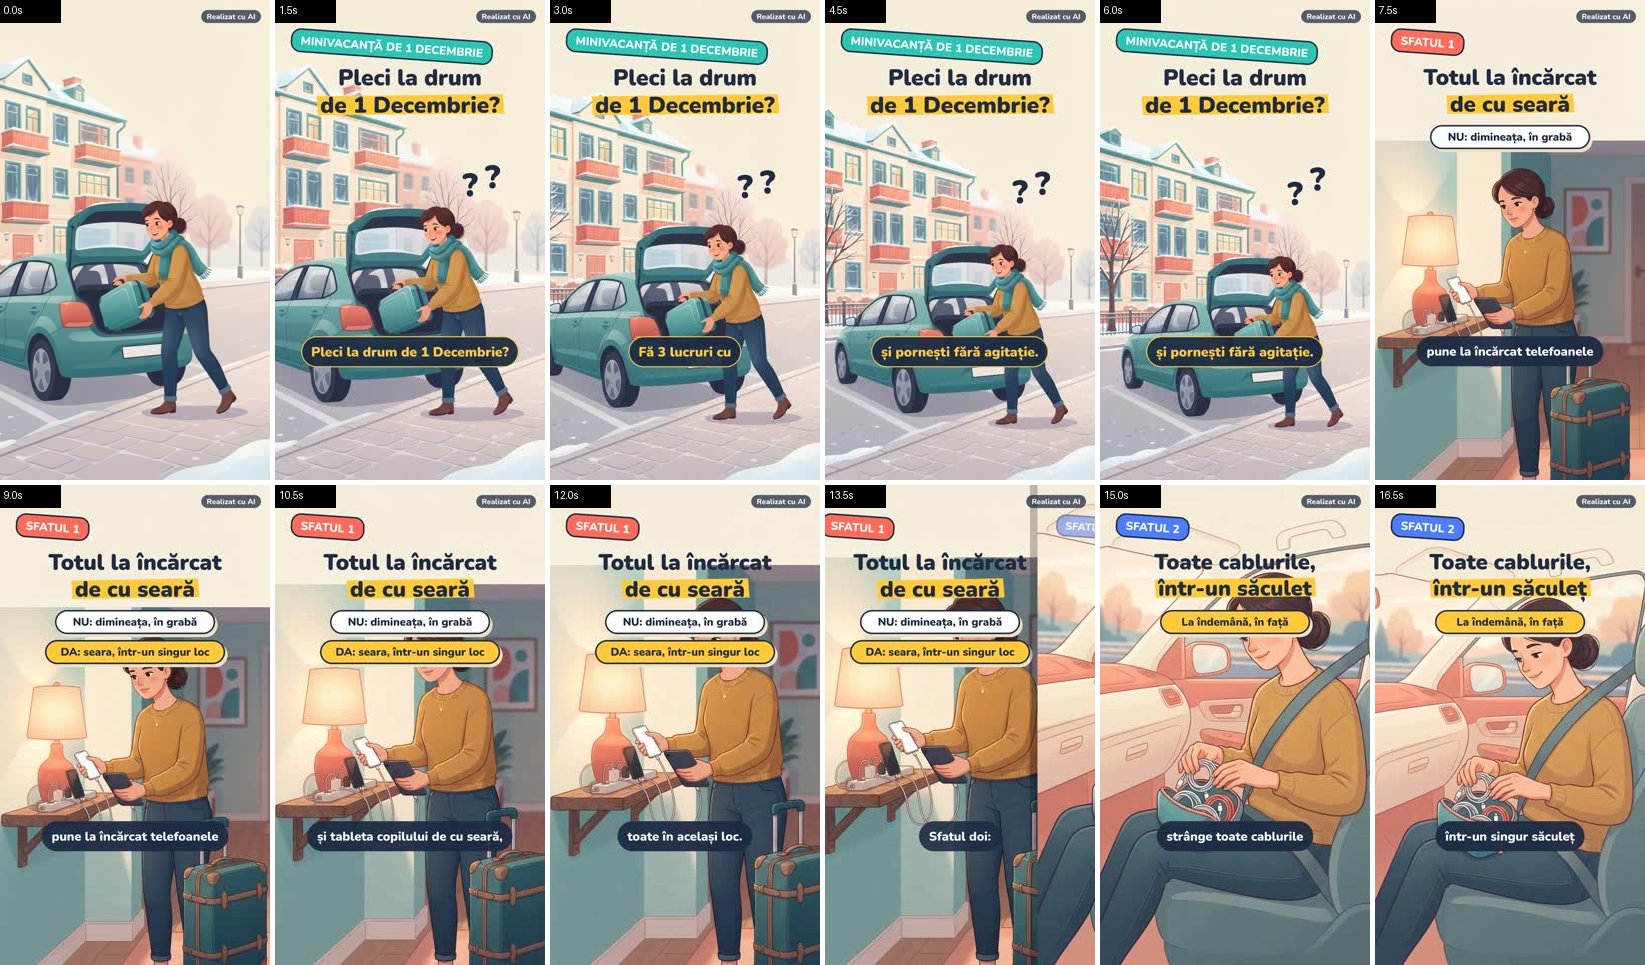 0.0s
Realizat cu AI
1.5s
Realizat cu AI
MINIVACANȚĂ DE 1 DECEMBRIE
Pleci la drum
de 1 Decembrie?
? ?
Pleci la drum de 1 Decembrie?
3.0s
Realizat cu AI
MINIVACANȚĂ DE 1 DECEMBRIE
Pleci la drum
de 1 Decembrie?
? ?
Fă 3 lucruri cu
4.5s
Realizat cu AI
MINIVACANȚĂ DE 1 DECEMBRIE
Pleci la drum
de 1 Decembrie?
? ?
și pornești fără agitație.
6.0s
Realizat cu AI
MINIVACANȚĂ DE 1 DECEMBRIE
Pleci la drum
de 1 Decembrie?
? ?
și pornești fără agitație.
7.5s
Realizat cu AI
SFATUL 1
Totul la încărcat
de cu seară
NU: dimineața, în grabă
pune la încărcat telefoanele
9.0s
Realizat cu AI
SFATUL 1
Totul la încărcat
de cu seară
NU: dimineața, în grabă
DA: seara, într-un singur loc
pune la încărcat telefoanele
10.5s
Realizat cu AI
SFATUL 1
Totul la încărcat
de cu seară
NU: dimineața, în grabă
DA: seara, într-un singur loc
și tableta copilului de cu seară,
12.0s
Realizat cu AI
SFATUL 1
Totul la încărcat
de cu seară
NU: dimineața, în grabă
DA: seara, într-un singur loc
toate în același loc.
13.5s
Realizat cu AI
SFATUL 1
SFATU
Totul la încărcat
de cu seară
NU: dimineața, în grabă
DA: seara, într-un singur loc
Sfatul doi:
15.0s
Realizat cu AI
SFATUL 2
Toate cablurile,
într-un săculeț
La îndemână, în față
strânge toate cablurile
16.5s
Realizat cu AI
SFATUL 2
Toate cablurile,
într-un săculeț
La îndemână, în față
într-un singur săculeț